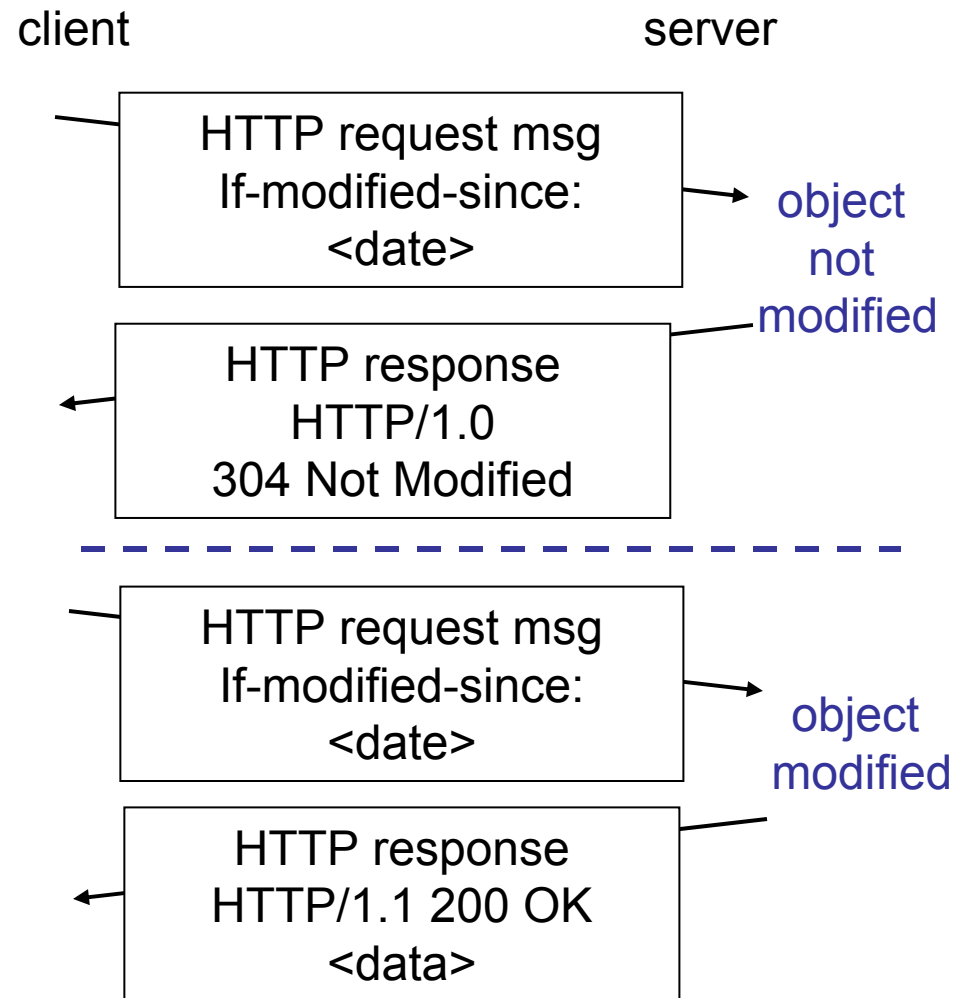 client
server
HTTP request msg
If-modified-since:
<date>
object
not
modified
HTTP response
HTTP/1.0
304 Not Modified
HTTP request msg
If-modified-since:
<date>
object
modified
HTTP response
HTTP/1.1 200 OK
<data>